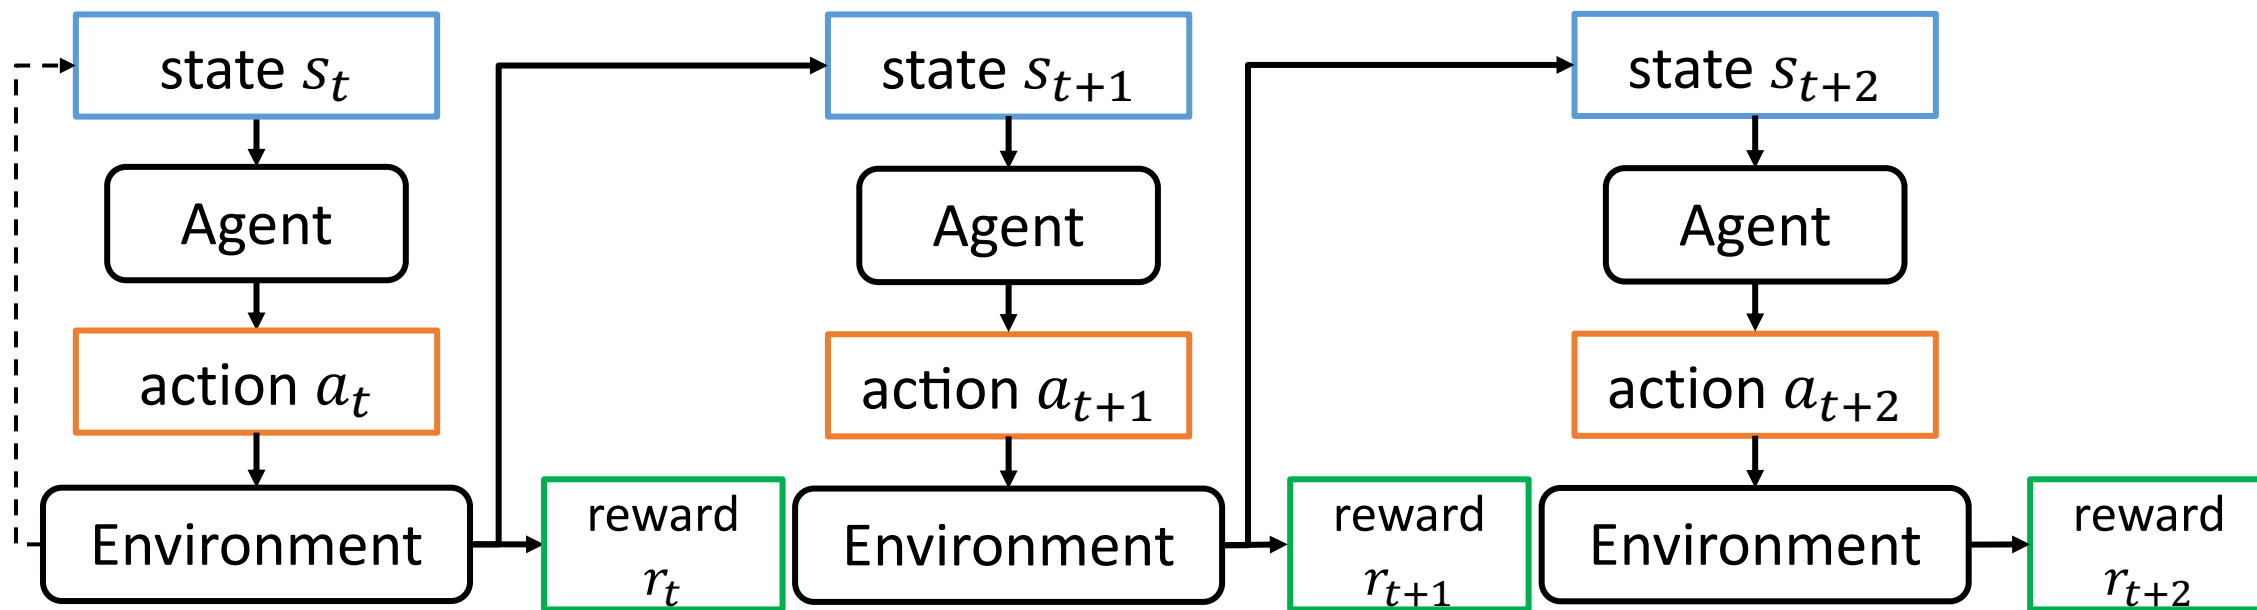 state s_t
Agent
action a_t
Environment
reward
r_t
state s_{t+1}
Agent
action a_{t+1}
Environment
reward
r_{t+1}
state s_{t+2}
Agent
action a_{t+2}
Environment
reward
r_{t+2}